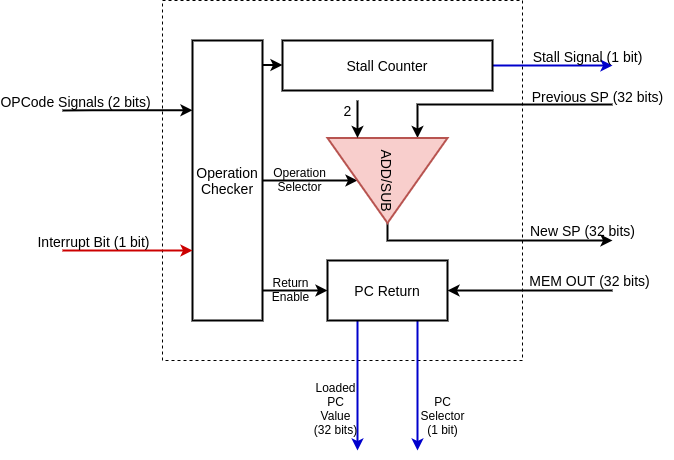 Stall Counter
Stall Signal (1 bit)
OPCode Signals (2 bits)
2
Previous SP (32 bits)
Operation
Checker
Operation
Selector
ADD/SUB
Interrupt Bit (1 bit)
New SP (32 bits)
Return
Enable
PC Return
MEM OUT (32 bits)
Loaded
PC
Value
(32 bits)
PC
Selector
(1 bit)